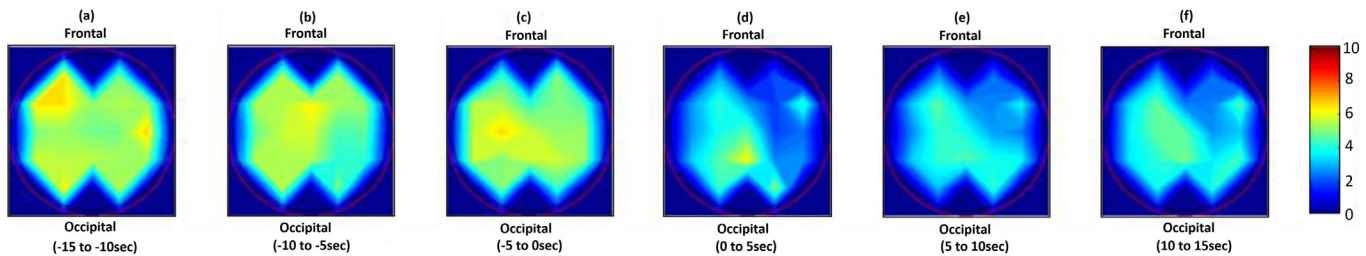 (a)
Frontal
Occipital
(-15 to -10sec)
(b)
Frontal
Occipital
(-10 to -5sec)
(c)
Frontal
Occipital
(-5 to 0sec)
(d)
Frontal
Occipital
(0 to 5sec)
(e)
Frontal
Occipital
(5 to 10sec)
(f)
Frontal
Occipital
(10 to 15sec)
10
8
6
4
2
0